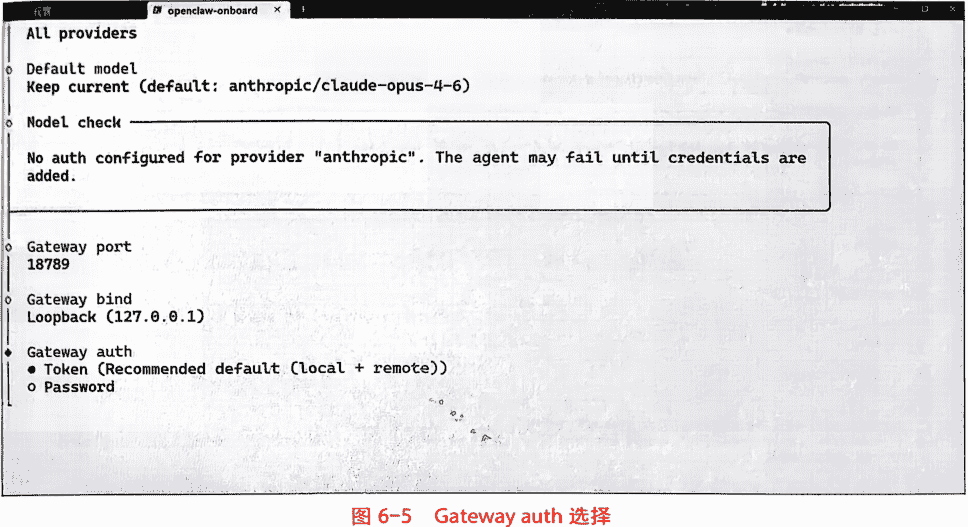 openclaw-onboard
All providers
Default model
Keep current (default: anthropic/claude-opus-4-6)
Nodel check
No auth configured for provider "anthropic". The agent may fail until credentials are
added.
Gateway port
18789
Gateway bind
Loopback (127.0.0.1)
Gateway auth
Token (Recommended default (local + remote))
Password
图 6-5 Gateway auth 选择